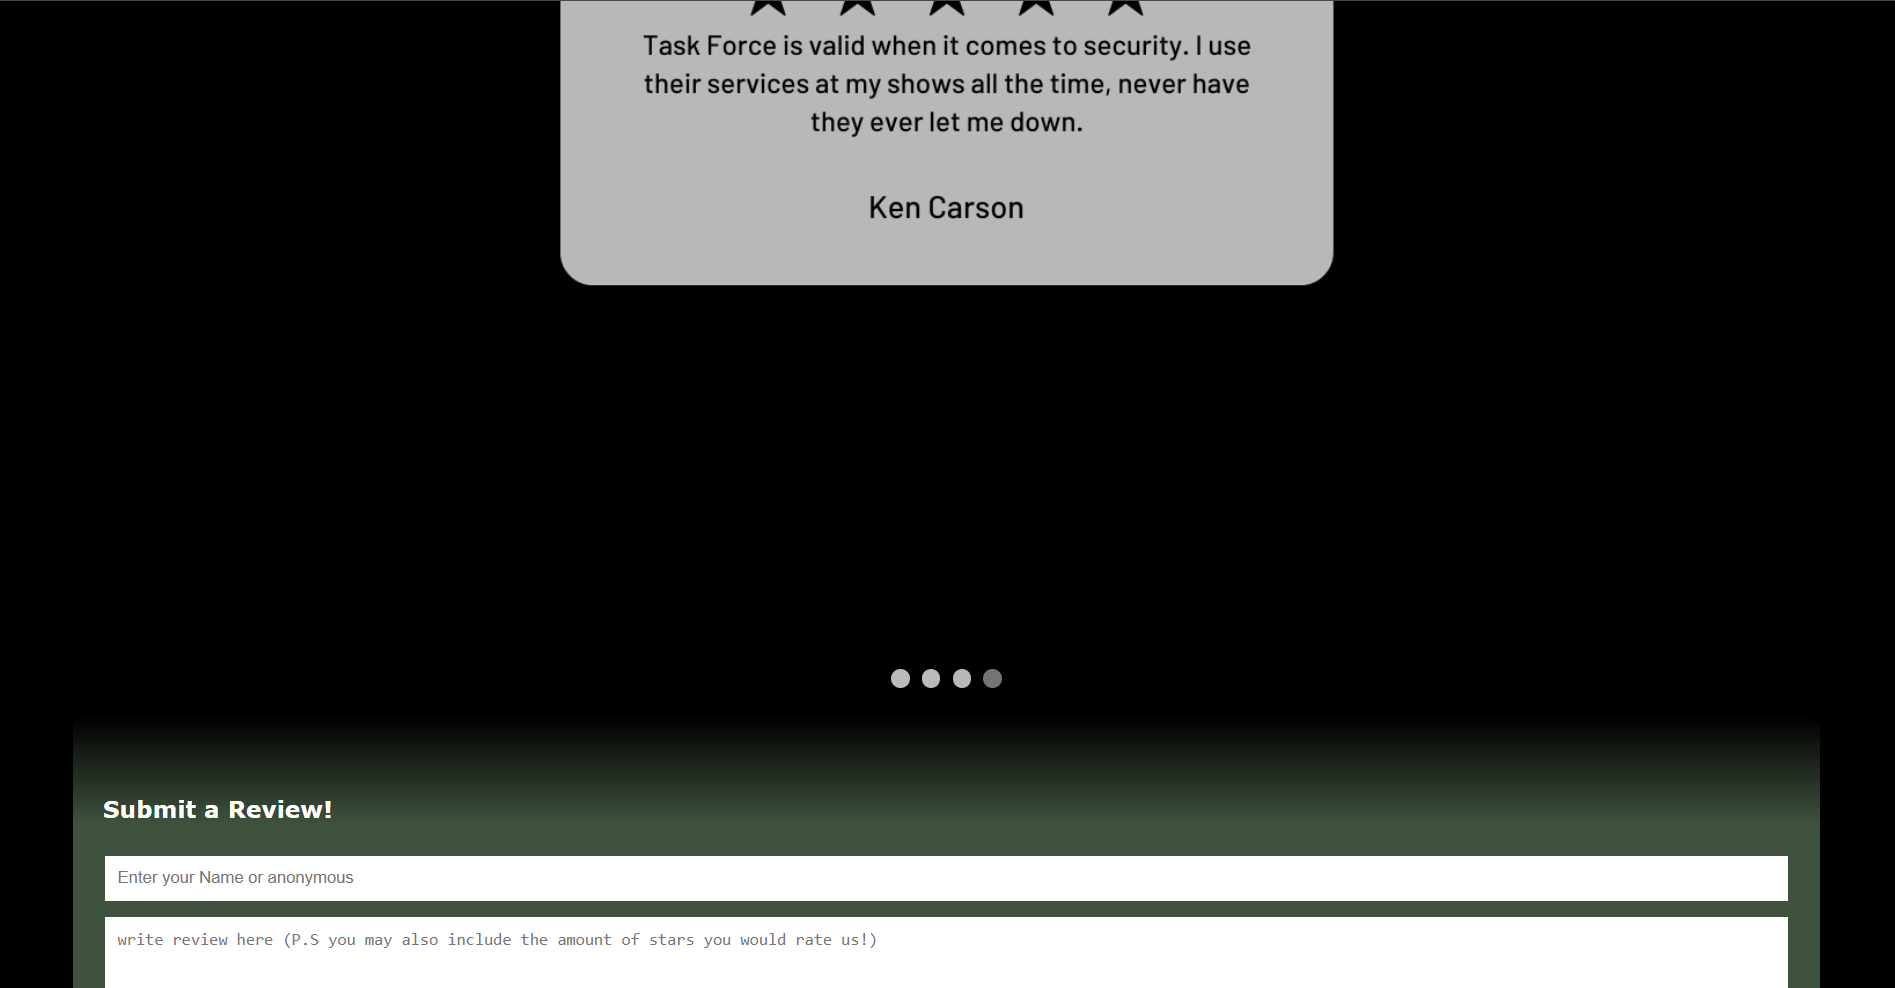 Task Force is valid when it comes to security. I use
their services at my shows all the time, never have
they ever let me down.
Ken Carson
Submit a Review!
Enter your Name or anonymous
write review here (P.S you may also include the amount of stars you would rate us!)